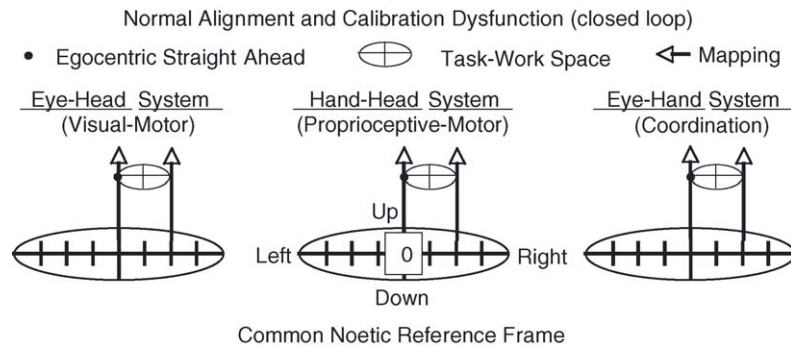 Normal Alignment and Calibration Dysfunction (closed loop)
Egocentric Straight Ahead Task-Work Space Mapping
Eye-Head System Hand-Head System Eye-Hand System
(Visual-Motor) (Proprioceptive-Motor) (Coordination)
Up
Left 0 Right
Down
Common Noetic Reference Frame